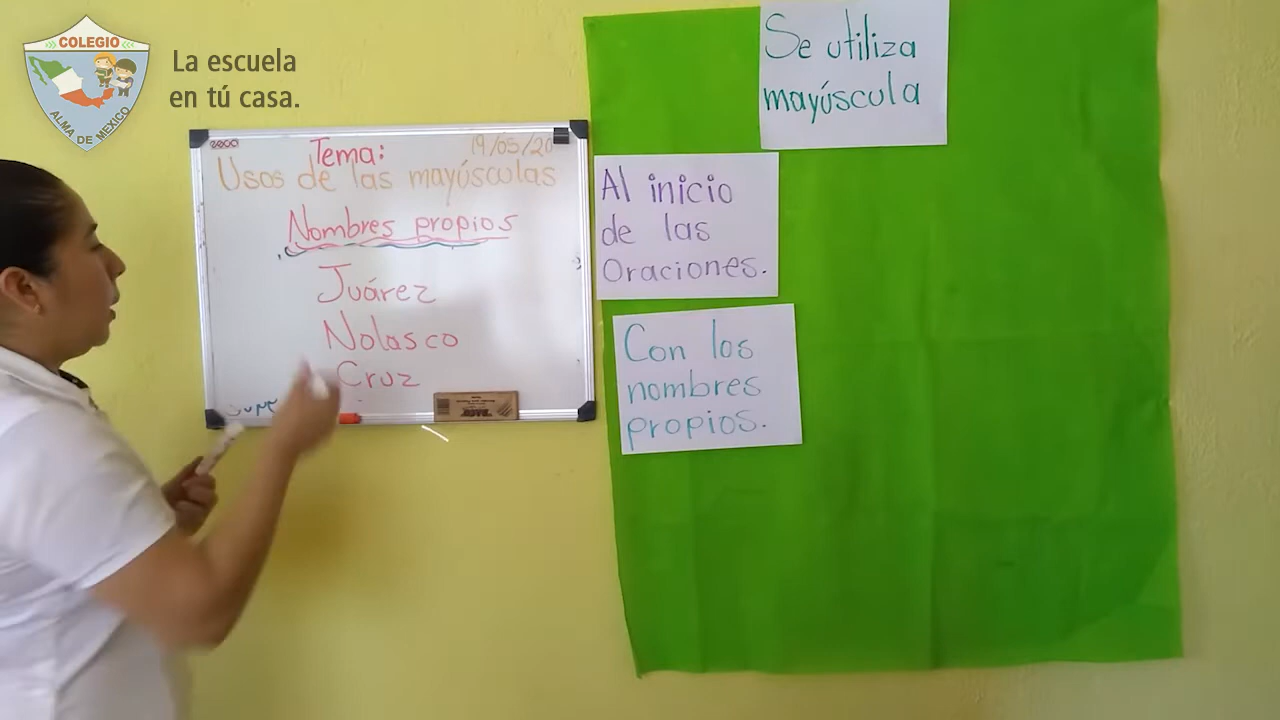 COLEGIO
ALMA DE MEXICO
La escuela
en tú casa.
Tema:
19/05/20
Usos de las mayúsculas
Nombres propios
Juárez
Nolasco
Cruz
Se utiliza
mayúscula
Al inicio
de las
Oraciones.
Con los
nombres
propios.